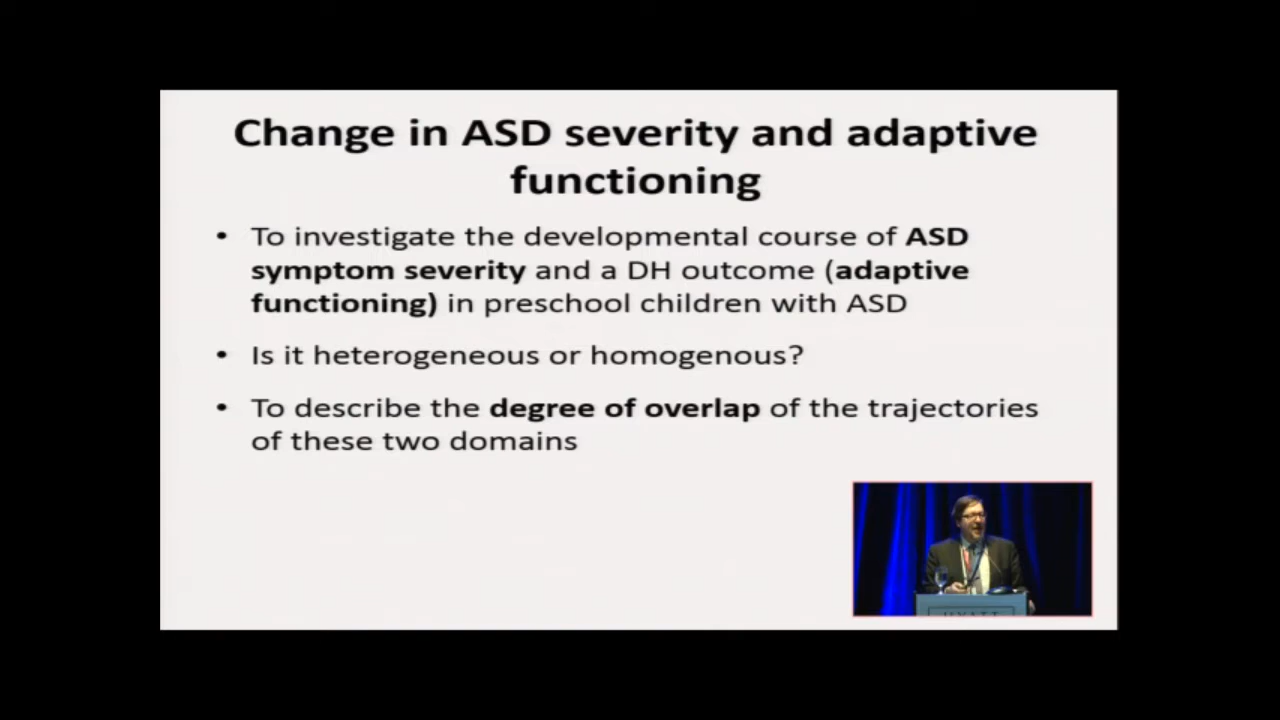 Change in ASD severity and adaptive
functioning
• To investigate the developmental course of ASD
symptom severity and a DH outcome (adaptive
functioning) in preschool children with ASD
• Is it heterogeneous or homogenous?
• To describe the degree of overlap of the trajectories
of these two domains
HYATT